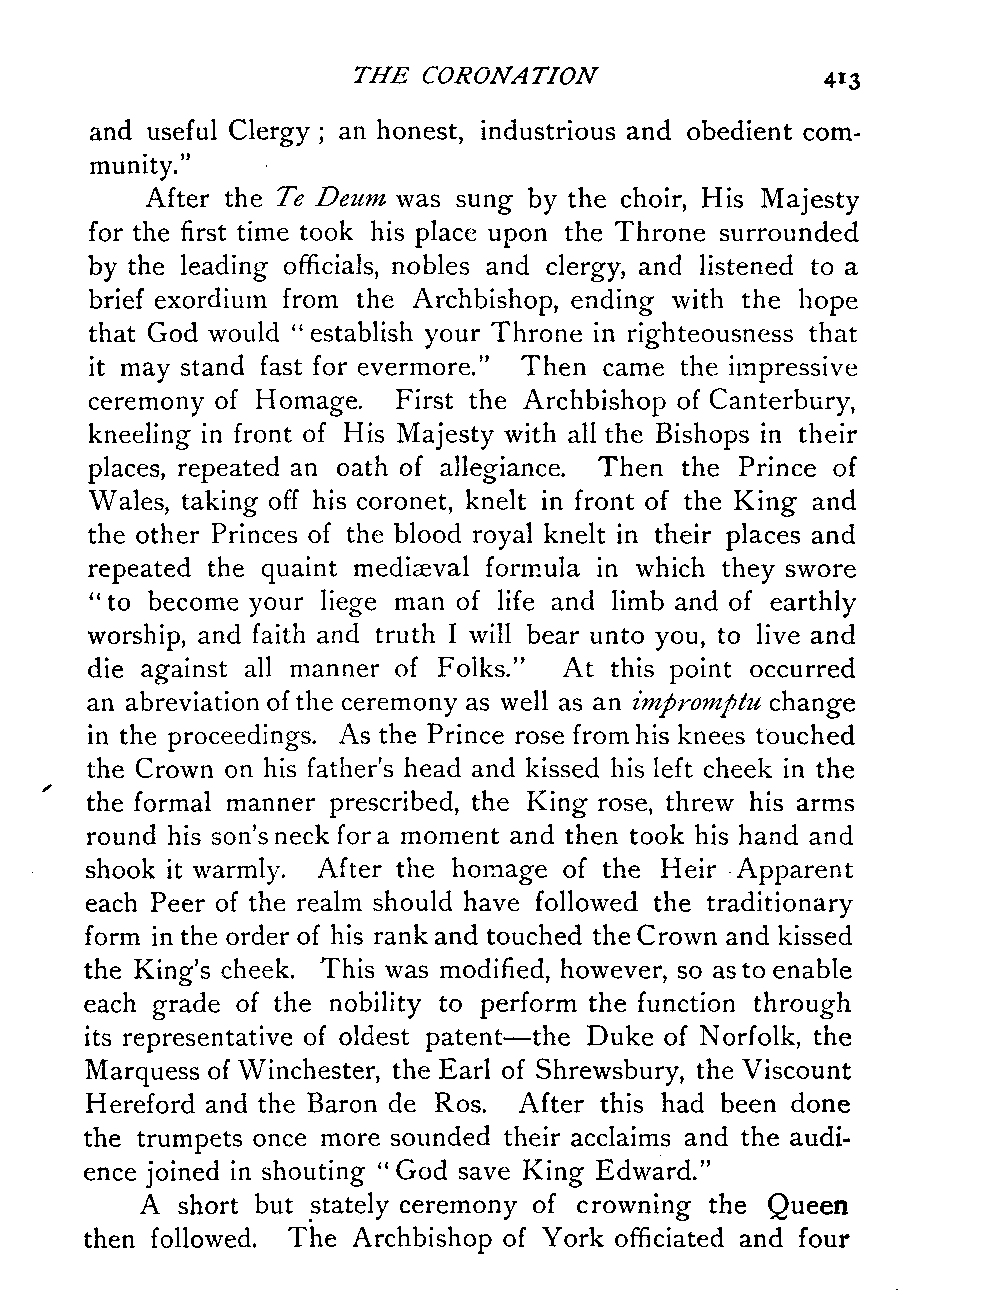 THE CORONATION 413
and useful Clergy ; an honest, industrious and obedient com-
munity."
After the Te Deum was sung by the choir, His Majesty
for the first time took his place upon the Throne surrounded
by the leading officials, nobles and clergy, and listened to a
brief exordium from the Archbishop, ending with the hope
that God would " establish your Throne in righteousness that
it may stand fast for evermore." Then came the impressive
ceremony of Homage. First the Archbishop of Canterbury,
kneeling in front of His Majesty with all the Bishops in their
places, repeated an oath of allegiance. Then the Prince of
Wales, taking off his coronet, knelt in front of the King and
the other Princes of the blood royal knelt in their places and
repeated the quaint mediæval formula in which they swore
" to become your liege man of life and limb and of earthly
worship, and faith and truth I will bear unto you, to live and
die against all manner of Folks." At this point occurred
an abreviation of the ceremony as well as an impromptu change
in the proceedings. As the Prince rose from his knees touched
the Crown on his father's head and kissed his left cheek in the
the formal manner prescribed, the King rose, threw his arms
round his son's neck for a moment and then took his hand and
shook it warmly. After the homage of the Heir Apparent
each Peer of the realm should have followed the traditionary
form in the order of his rank and touched the Crown and kissed
the King's cheek. This was modified, however, so as to enable
each grade of the nobility to perform the function through
its representative of oldest patent—the Duke of Norfolk, the
Marquess of Winchester, the Earl of Shrewsbury, the Viscount
Hereford and the Baron de Ros. After this had been done
the trumpets once more sounded their acclaims and the audi-
ence joined in shouting " God save King Edward."
A short but stately ceremony of crowning the Queen
then followed. The Archbishop of York officiated and four